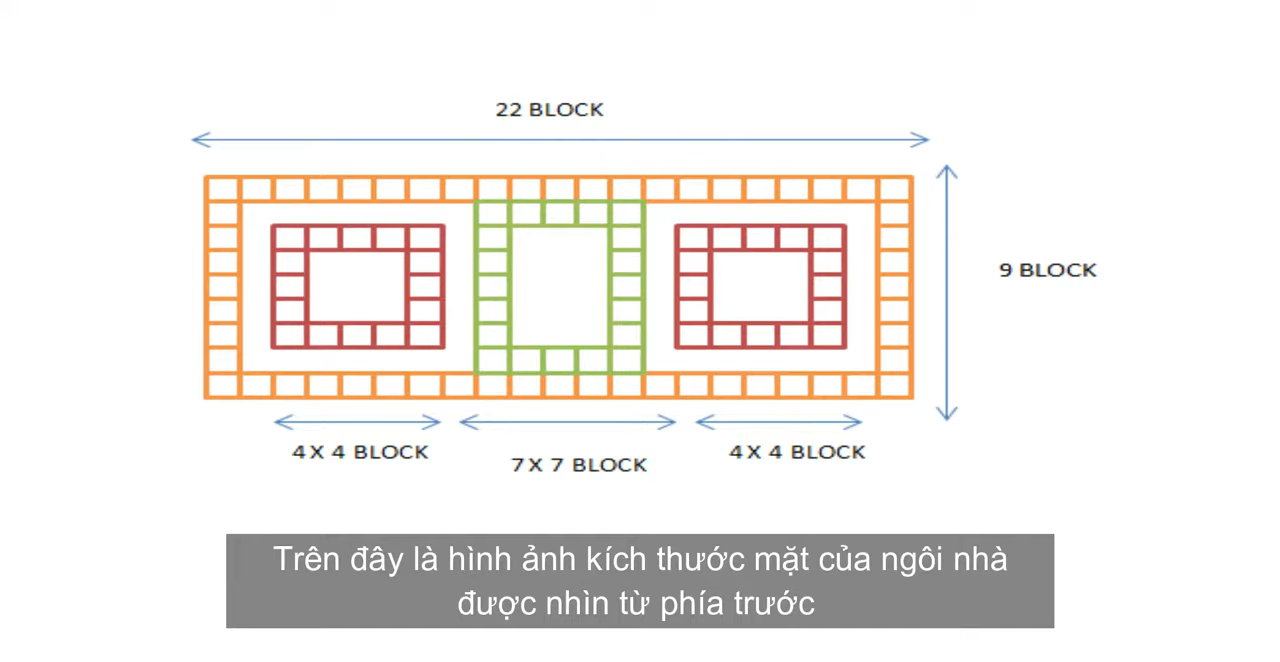 22 BLOCK
9 BLOCK
4 X 4 BLOCK
7 X 7 BLOCK
4 X 4 BLOCK
Trên đây là hình ảnh kích thước mặt của ngôi nhà
được nhìn từ phía trước